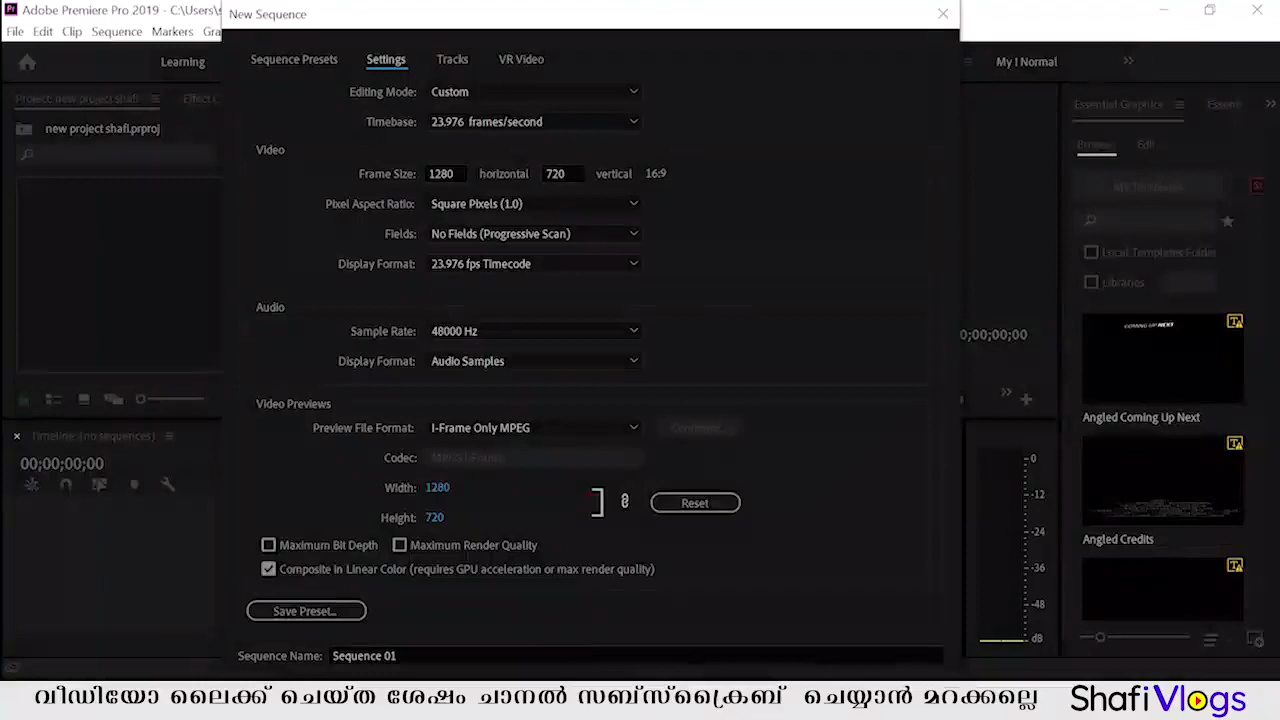 Adobe Premiere Pro 2019 - C:\Users\s
New Sequence
File Edit Clip Sequence Markers Gra
Learning
My I Normal
Sequence Presets Settings Tracks VR Video
Editing Mode: Custom
Timebase: 23.976 frames/second
Video
Frame Size: 1280 horizontal 720 vertical 16:9
Pixel Aspect Ratio: Square Pixels (1.0)
Fields: No Fields (Progressive Scan)
Display Format: 23.976 fps Timecode
Audio
Sample Rate: 48000 Hz
Display Format: Audio Samples
Video Previews
Preview File Format: I-Frame Only MPEG
Codec:
Width: 1280
Height: 720
Reset
Maximum Bit Depth Maximum Render Quality
Composite in Linear Color (requires GPU acceleration or max render quality)
Save Preset...
Sequence Name: Sequence 01
Project: new project shafi
new project shafi.prproj
Timeline: (no sequences)
00;00;00;00
0;00;00;00
Essential Graphics
Browse Edit
My Templates
Local Templates Folder
Libraries
COMING UP NEXT
Angled Coming Up Next
Angled Credits
0
-12
-24
-36
-48
dB
വീഡിയോ ലൈക്ക് ചെയ്ത ശേഷം ചാനൽ സബ്സ്ക്രൈബ് ചെയ്യാൻ മറക്കല്ലെ
Shafi Vlogs